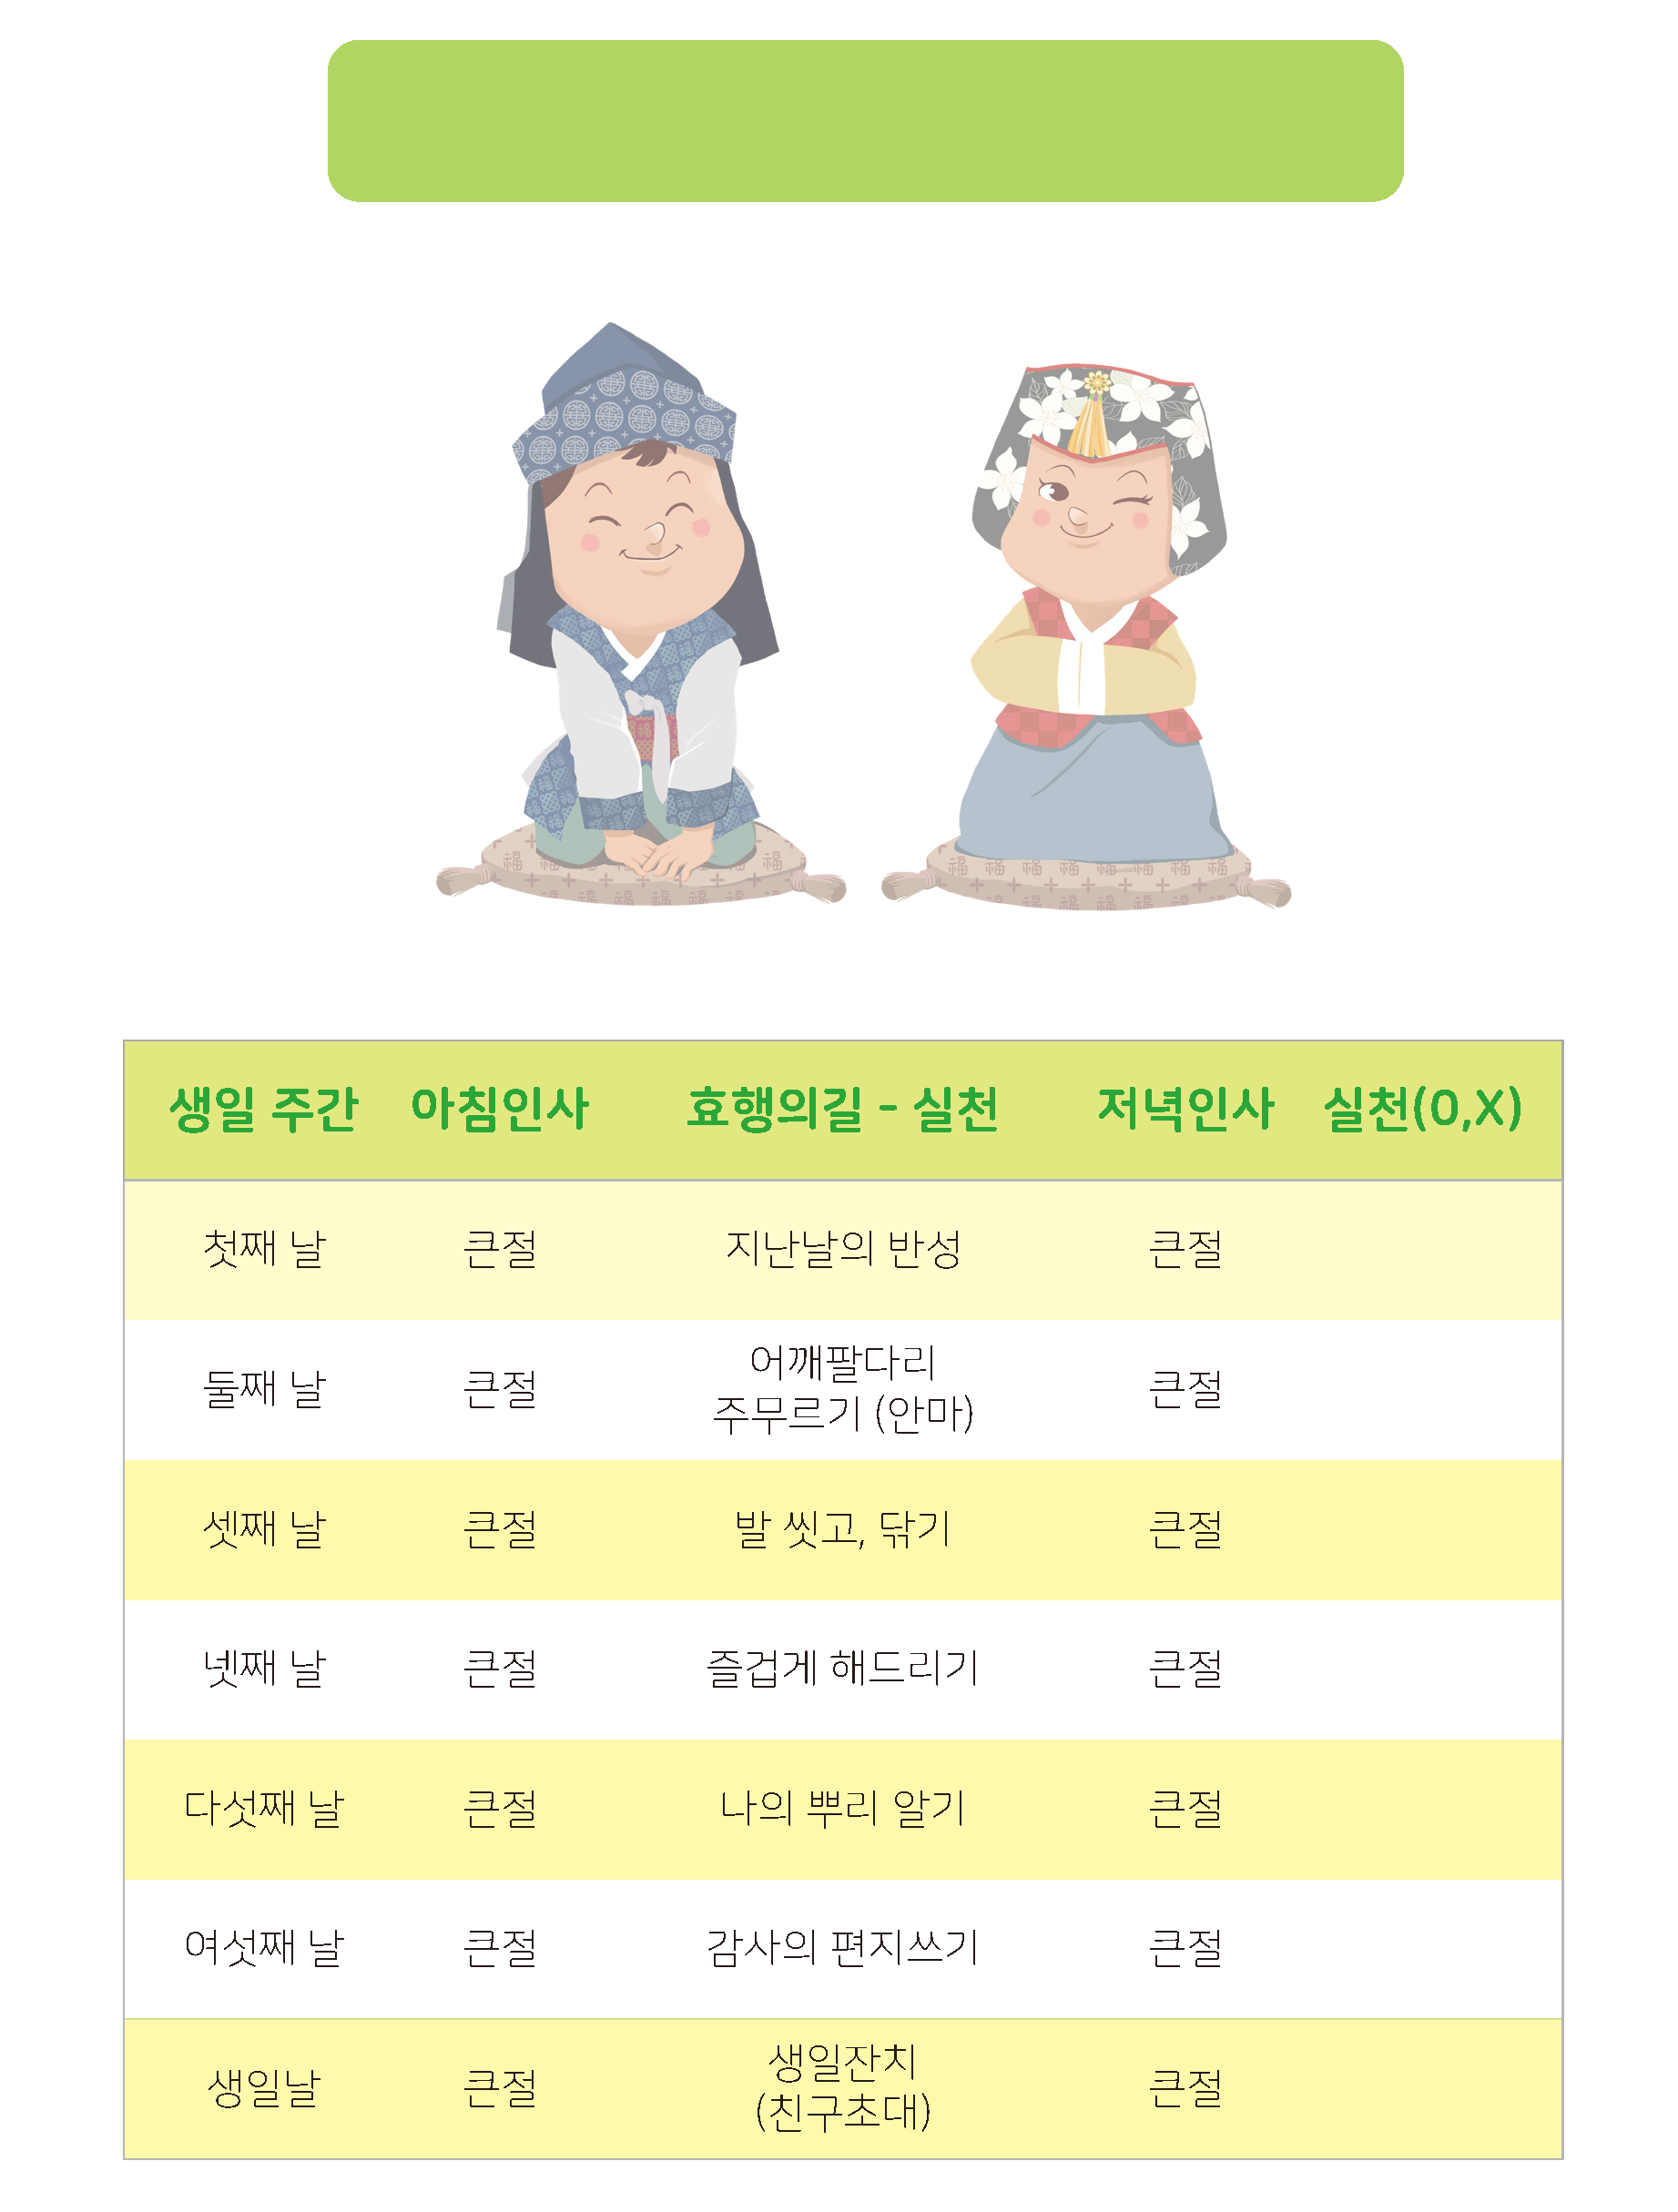 생일 주간 아침인사 효행의길 - 실천 저녁인사 실천(0,X)
첫째 날 큰절 지난날의 반성 큰절
둘째 날 큰절 어깨팔다리 주무르기 (안마) 큰절
셋째 날 큰절 발 씻고, 닦기 큰절
넷째 날 큰절 즐겁게 해드리기 큰절
다섯째 날 큰절 나의 뿌리 알기 큰절
여섯째 날 큰절 감사의 편지쓰기 큰절
생일날 큰절 생일잔치 (친구초대) 큰절